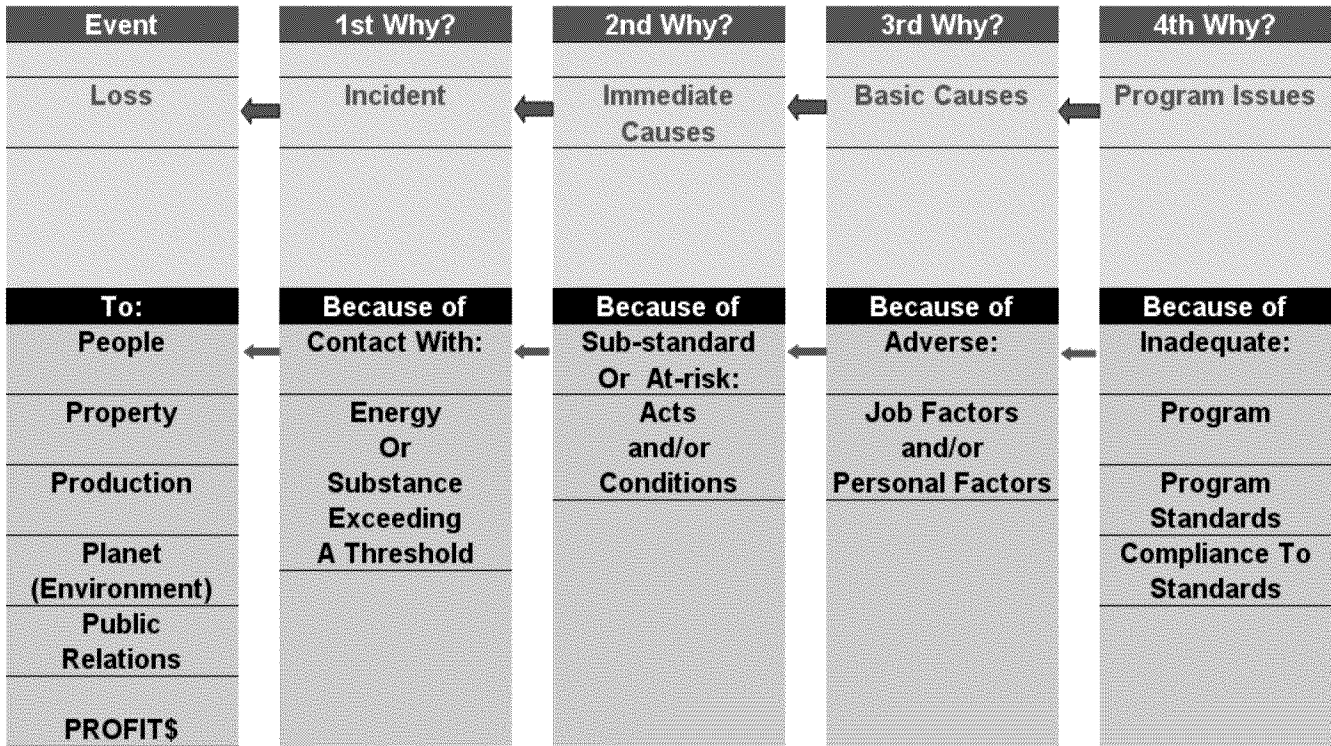 Event
Loss
To:
People
Property
Production
Planet
(Environment)
Public
Relations
PROFIT$
1st Why?
Incident
Because of
Contact With:
Energy
Or
Substance
Exceeding
A Threshold
2nd Why?
Immediate
Causes
Because of
Sub-standard
Or At-risk:
Acts
and/or
Conditions
3rd Why?
Basic Causes
Because of
Adverse:
Job Factors
and/or
Personal Factors
4th Why?
Program Issues
Because of
Inadequate:
Program
Program
Standards
Compliance To
Standards